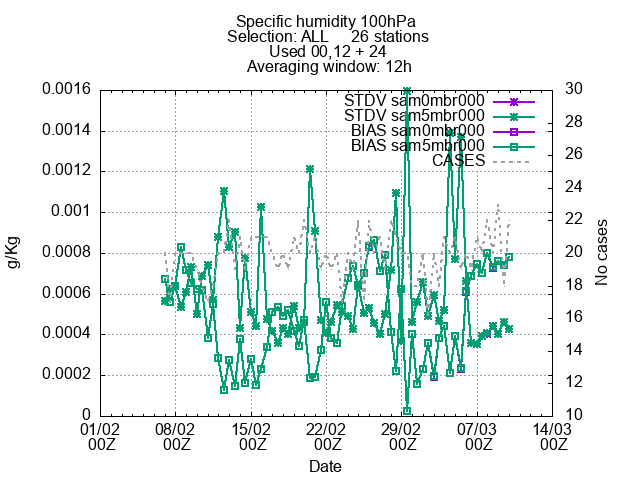 Specific humidity 100hPa
Selection: ALL 26 stations
Used 00,12 + 24
Averaging window: 12h
STDV sam0mbr000
STDV sam5mbr000
BIAS sam0mbr000
BIAS sam5mbr000
CASES
0.0016
0.0014
0.0012
0.001
0.0008
0.0006
0.0004
0.0002
0
g/Kg
30
28
26
24
22
20
18
16
14
12
10
No cases
01/02 08/02 15/02 22/02 29/02 07/03 14/03
00Z 00Z 00Z 00Z 00Z 00Z 00Z
Date